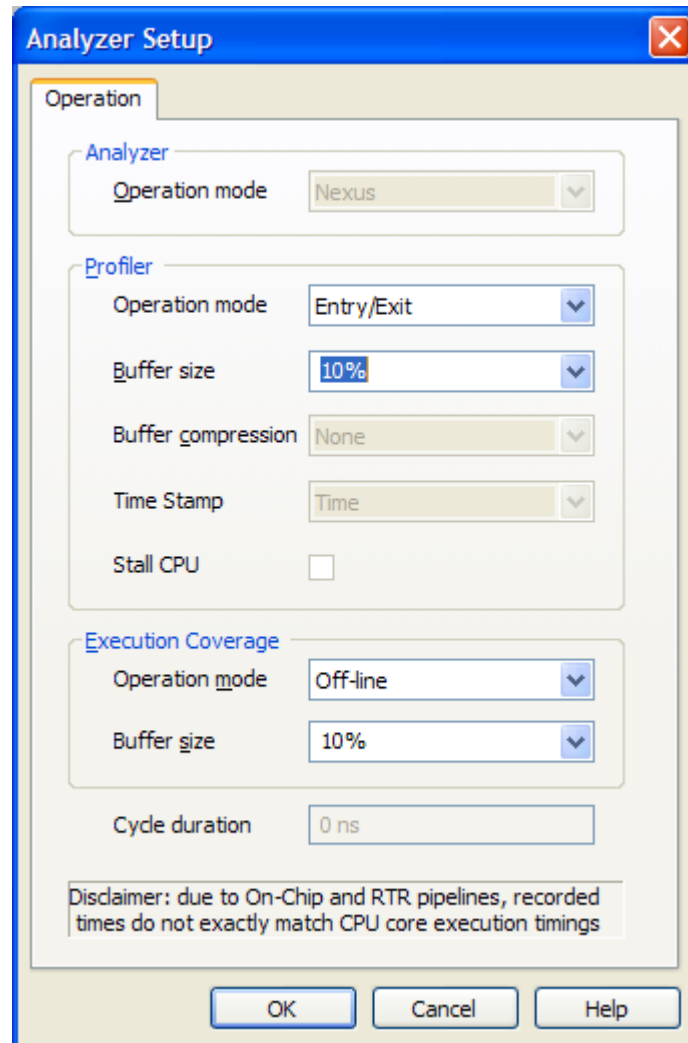 Analyzer Setup
Operation
Analyzer
Operation mode
Nexus
Profiler
Operation mode
Entry/Exit
Buffer size
10%
Buffer compression
None
Time Stamp
Time
Stall CPU
Execution Coverage
Operation mode
Off-line
Buffer size
10%
Cycle duration
0 ns
Disclaimer: due to On-Chip and RTR pipelines, recorded
times do not exactly match CPU core execution timings
OK
Cancel
Help